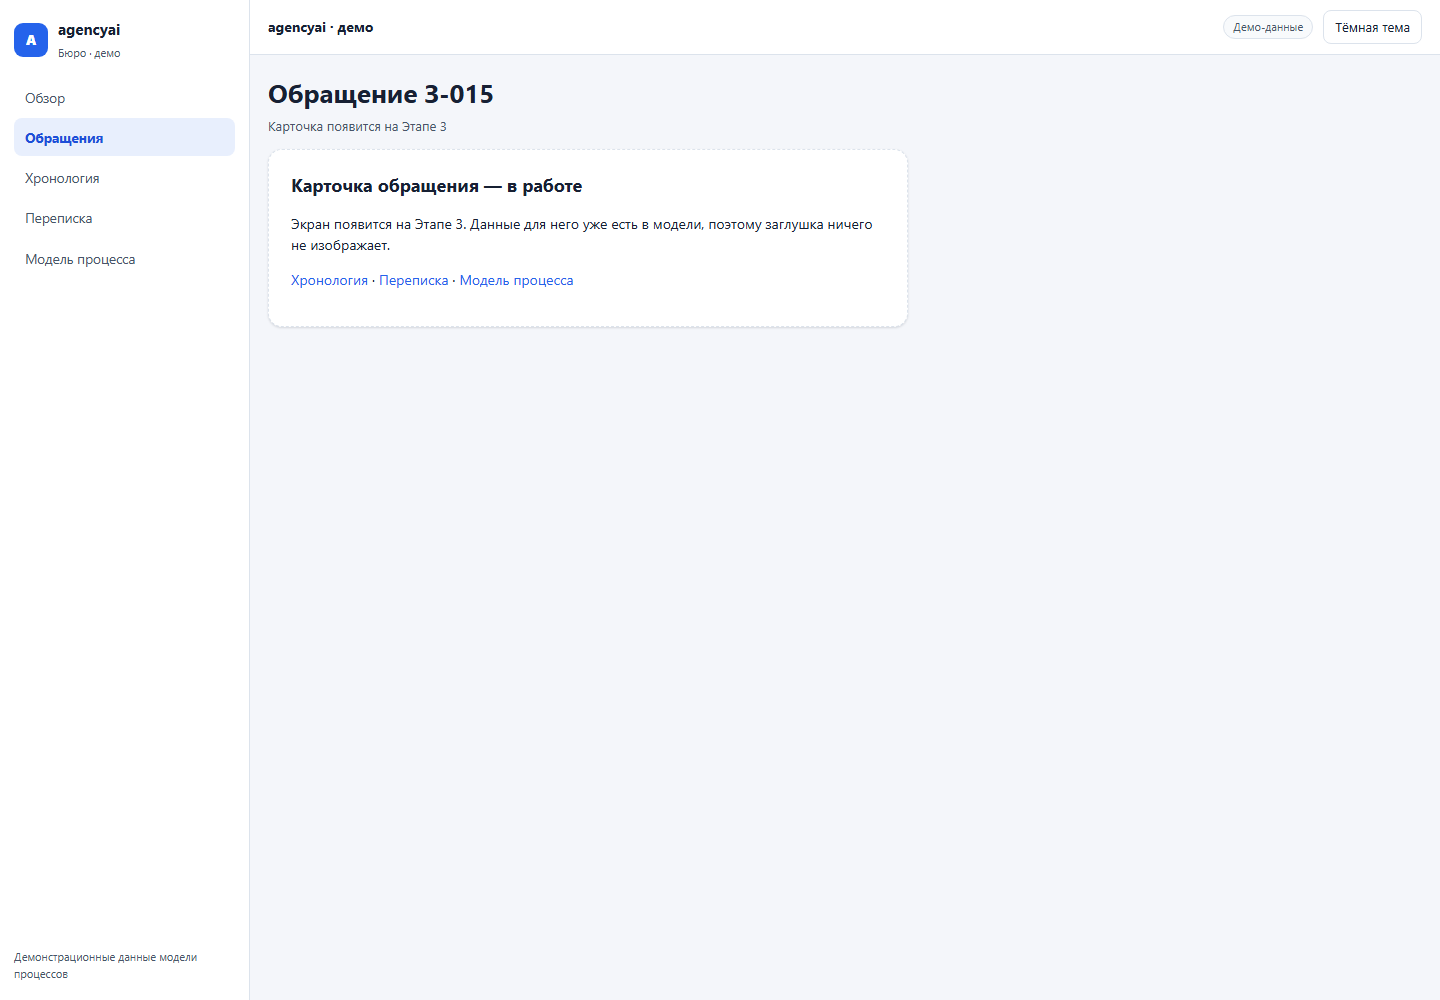 A
agencyai
Бюро · демо
Обзор
Обращения
Хронология
Переписка
Модель процесса
Демонстрационные данные модели
процессов
agencyai · демо
Демо-данные
Тёмная тема
Обращение 3-015
Карточка появится на Этапе 3
Карточка обращения — в работе
Экран появится на Этапе 3. Данные для него уже есть в модели, поэтому заглушка ничего
не изображает.
Хронология · Переписка · Модель процесса